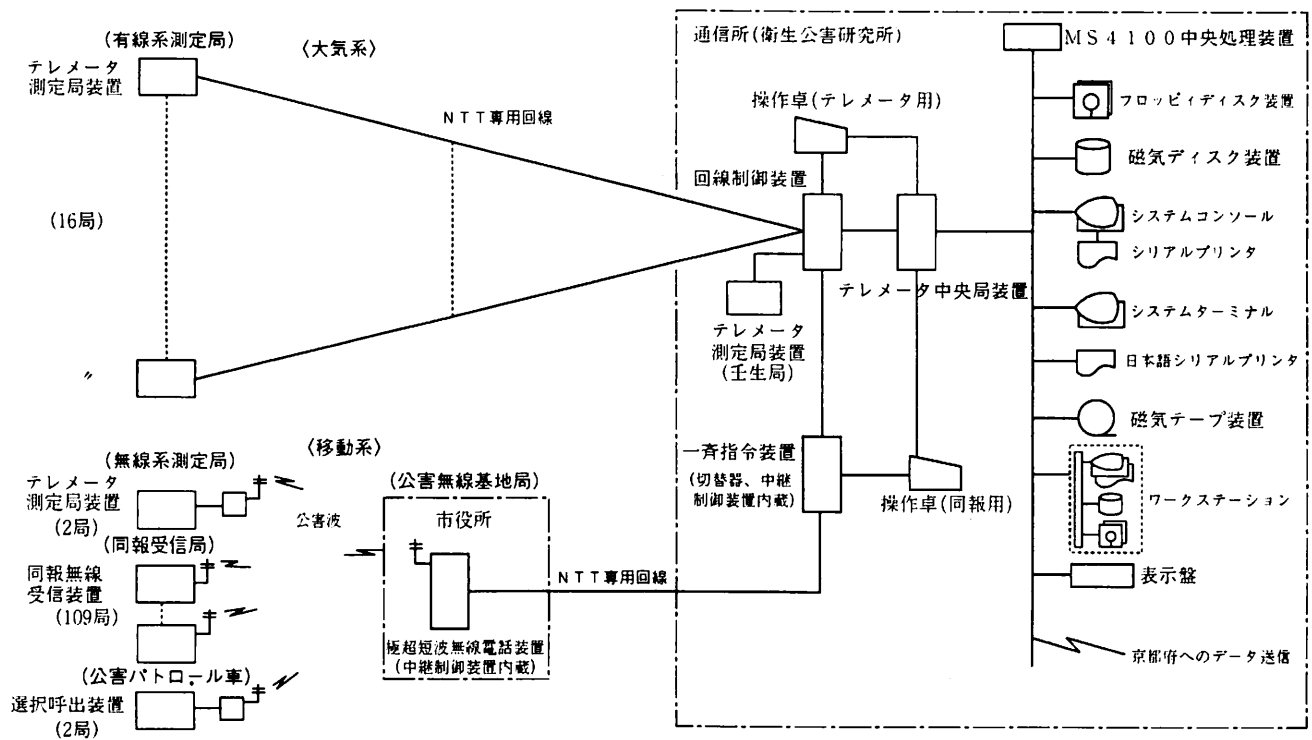 (有線系測定局)
〈大気系〉
テレメータ
測定局装置
NTT専用回線
(16局)
〃
(無線系測定局)
〈移動系〉
テレメータ
測定局装置
(2局)
公害波
(同報受信局)
同報無線
受信装置
(109局)
(公害パトロール車)
選択呼出装置
(2局)
(公害無線基地局)
市役所
極超短波無線電話装置
(中継制御装置内蔵)
NTT専用回線
通信所(衛生公害研究所)
操作卓(テレメータ用)
回線制御装置
テレメータ中央局装置
テレメータ
測定局装置
(壬生局)
一斉指令装置
(切替器、中継
制御装置内蔵)
操作卓(同報用)
MS4100中央処理装置
フロッピィディスク装置
磁気ディスク装置
システムコンソール
シリアルプリンタ
システムターミナル
日本語シリアルプリンタ
磁気テープ装置
ワークステーション
表示盤
京都府へのデータ送信